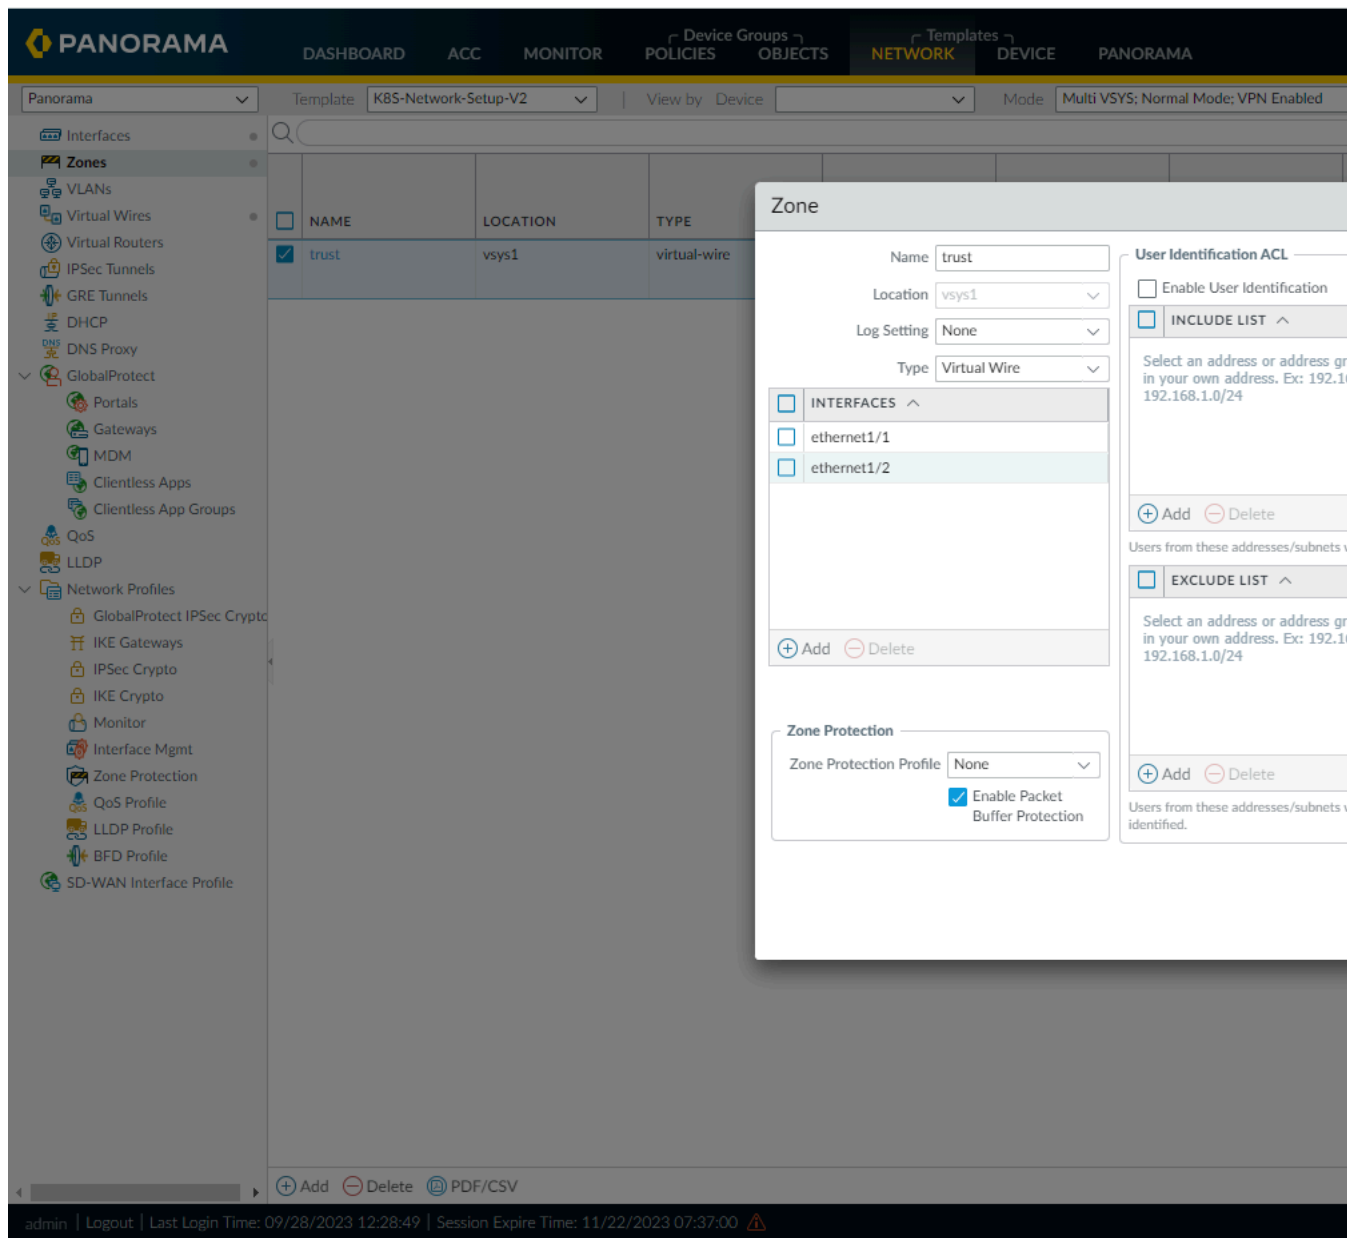 PANORAMA
Device Groups
Templates
DASHBOARD ACC MONITOR POLICIES OBJECTS NETWORK DEVICE PANORAMA
Panorama
Template K8S-Network-Setup-V2 | View by Device Mode Multi VSYS; Normal Mode; VPN Enabled
Interfaces
Zones
VLANs
Virtual Wires
Virtual Routers
IPSec Tunnels
GRE Tunnels
DHCP
DNS Proxy
GlobalProtect
Portals
Gateways
MDM
Clientless Apps
Clientless App Groups
QoS
LLDP
Network Profiles
GlobalProtect IPSec Crypto
IKE Gateways
IPSec Crypto
IKE Crypto
Monitor
Interface Mgmt
Zone Protection
QoS Profile
LLDP Profile
BFD Profile
SD-WAN Interface Profile
NAME LOCATION TYPE
trust vsys1 virtual-wire
Zone
Name trust
Location vsys1
Log Setting None
Type Virtual Wire
INTERFACES
ethernet1/1
ethernet1/2
Add Delete
Zone Protection
Zone Protection Profile None
Enable Packet
Buffer Protection
User Identification ACL
Enable User Identification
INCLUDE LIST
Select an address or address gr
in your own address. Ex: 192.1
192.168.1.0/24
Add Delete
Users from these addresses/subnets
EXCLUDE LIST
Select an address or address gr
in your own address. Ex: 192.1
192.168.1.0/24
Add Delete
Users from these addresses/subnets
identified.
Add Delete PDF/CSV
admin | Logout | Last Login Time: 09/28/2023 12:28:49 | Session Expire Time: 11/22/2023 07:37:00